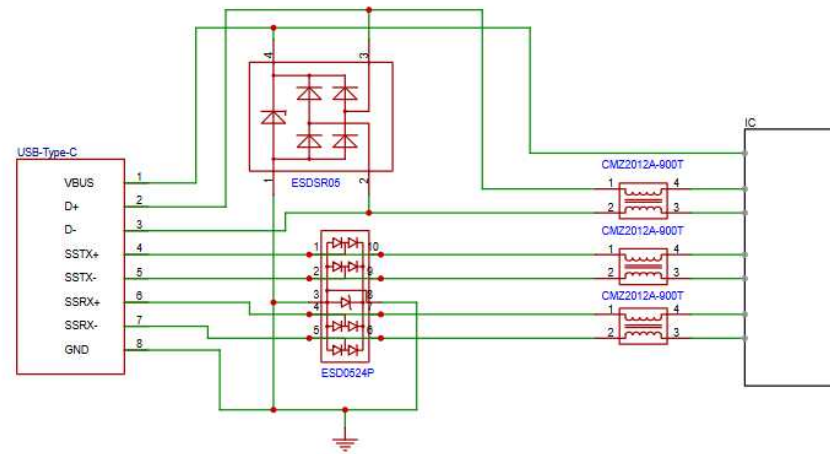 4
3
ESDSR05
1
2
USB-Type-C
VBUS 1
D+ 2
D- 3
SSTX+ 4
SSTX- 5
SSRX+ 6
SSRX- 7
GND 8
1 10
2 9
3 8
4 7
5 6
ESD0524P
IC
CMZ2012A-900T
1 4
2 3
CMZ2012A-900T
1 4
2 3
CMZ2012A-900T
1 4
2 3